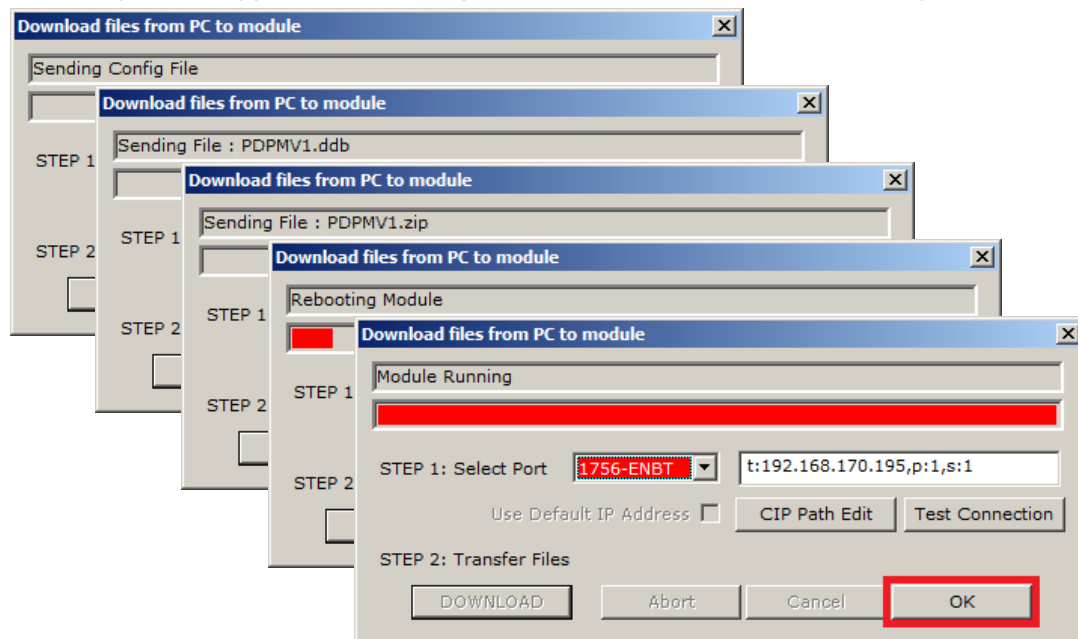 Download files from PC to module
Sending Config File
STEP 1
STEP 2
Download files from PC to module
Sending File : PDPMV1.ddb
STEP 1
STEP 2
Download files from PC to module
Sending File : PDPMV1.zip
STEP 1
STEP 2
Download files from PC to module
Rebooting Module
STEP 1
STEP 2
Download files from PC to module
Module Running
STEP 1: Select Port 1756-ENBT t:192.168.170.195,p:1,s:1
Use Default IP Address CIP Path Edit Test Connection
STEP 2: Transfer Files
DOWNLOAD Abort Cancel OK